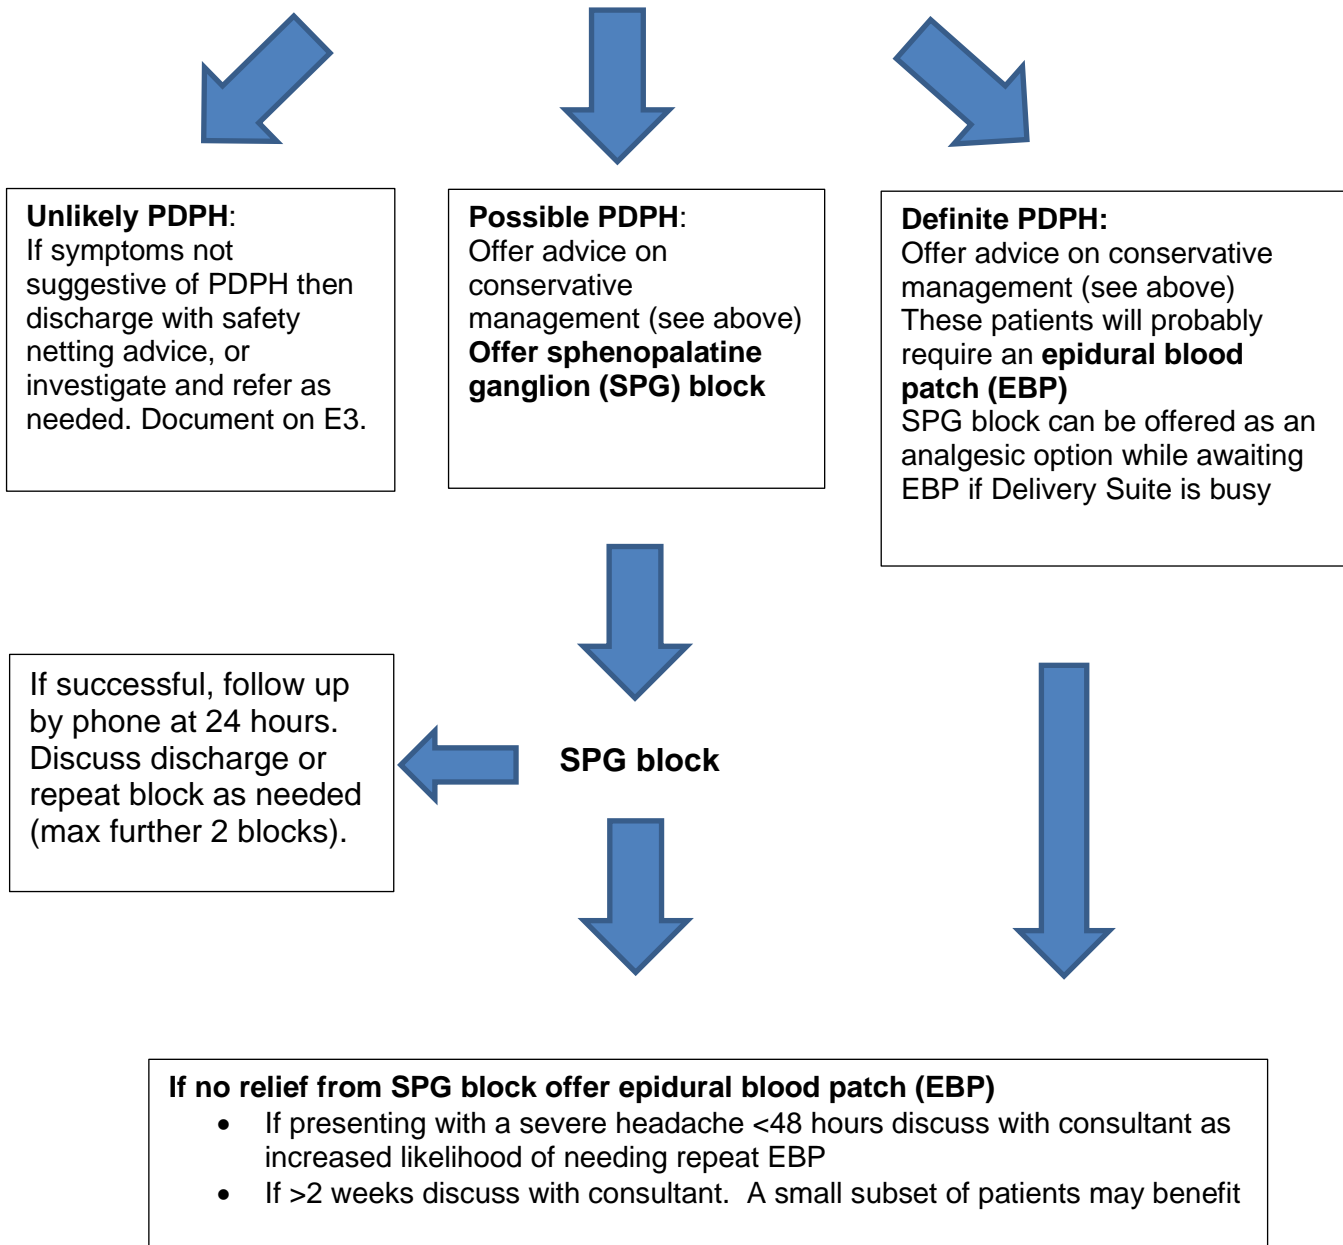 Unlikely PDPH:
If symptoms not
suggestive of PDPH then
discharge with safety
netting advice, or
investigate and refer as
needed. Document on E3.
Possible PDPH:
Offer advice on
conservative
management (see above)
Offer sphenopalatine
ganglion (SPG) block
Definite PDPH:
Offer advice on conservative
management (see above)
These patients will probably
require an epidural blood
patch (EBP)
SPG block can be offered as an
analgesic option while awaiting
EBP if Delivery Suite is busy
If successful, follow up
by phone at 24 hours.
Discuss discharge or
repeat block as needed
(max further 2 blocks).
SPG block
If no relief from SPG block offer epidural blood patch (EBP)
• If presenting with a severe headache <48 hours discuss with consultant as
increased likelihood of needing repeat EBP
• If >2 weeks discuss with consultant.  A small subset of patients may benefit